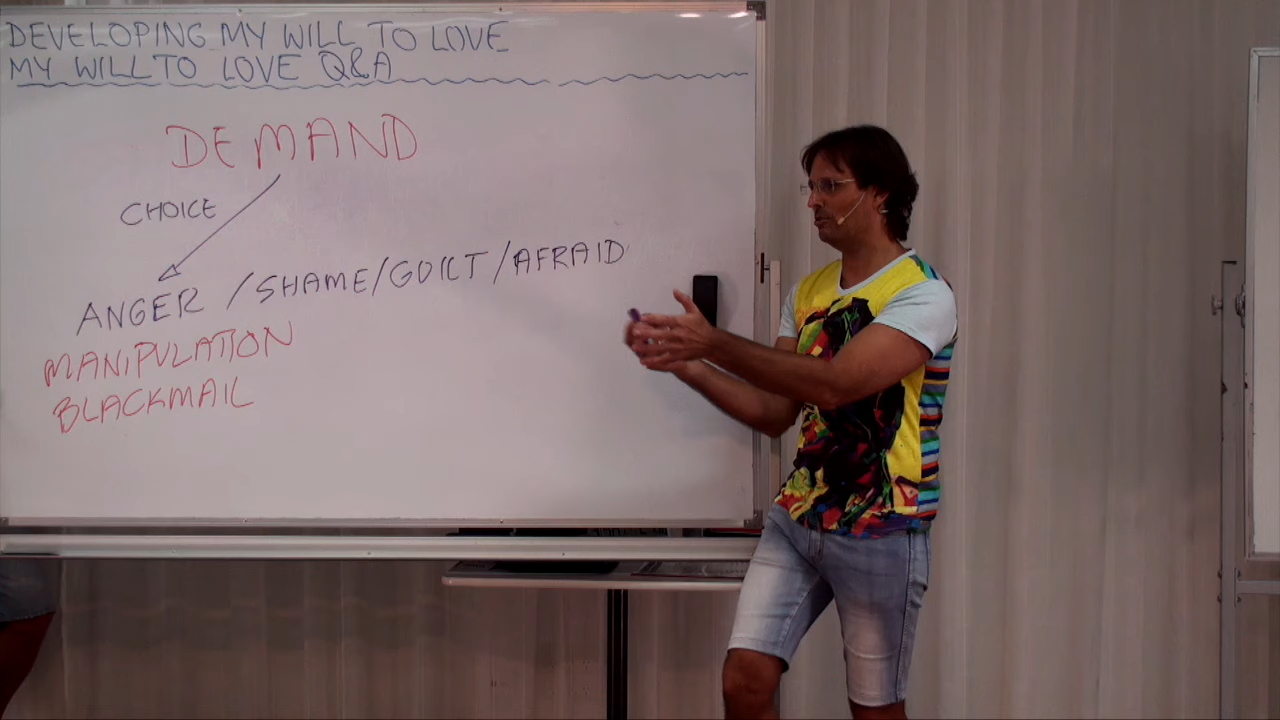 DEVELOPING MY WILL TO LOVE
MY WILL TO LOVE Q&A
DEMAND
CHOICE
ANGER /SHAME/GUILT/AFRAID
MANIPULATION
BLACKMAIL